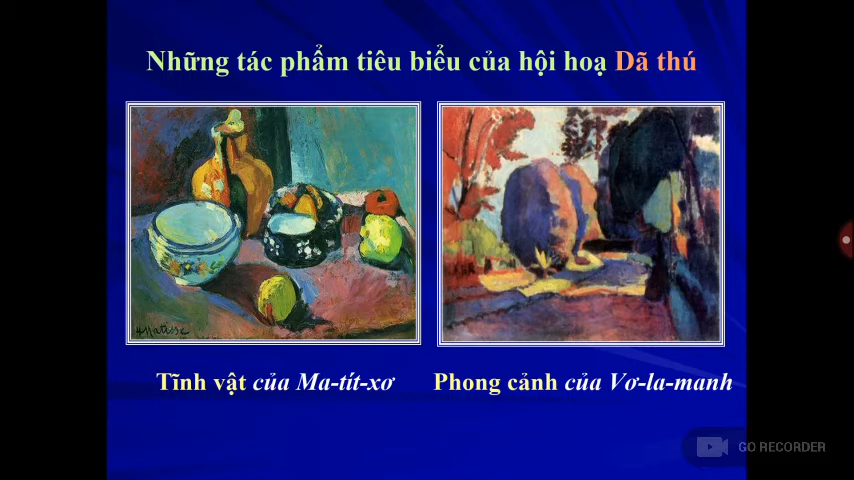 Những tác phẩm tiêu biểu của hội hoạ Dã thú
H.Matisse
Tĩnh vật của Ma-tít-xơ
Phong cảnh của Vơ-la-manh
GO RECORDER